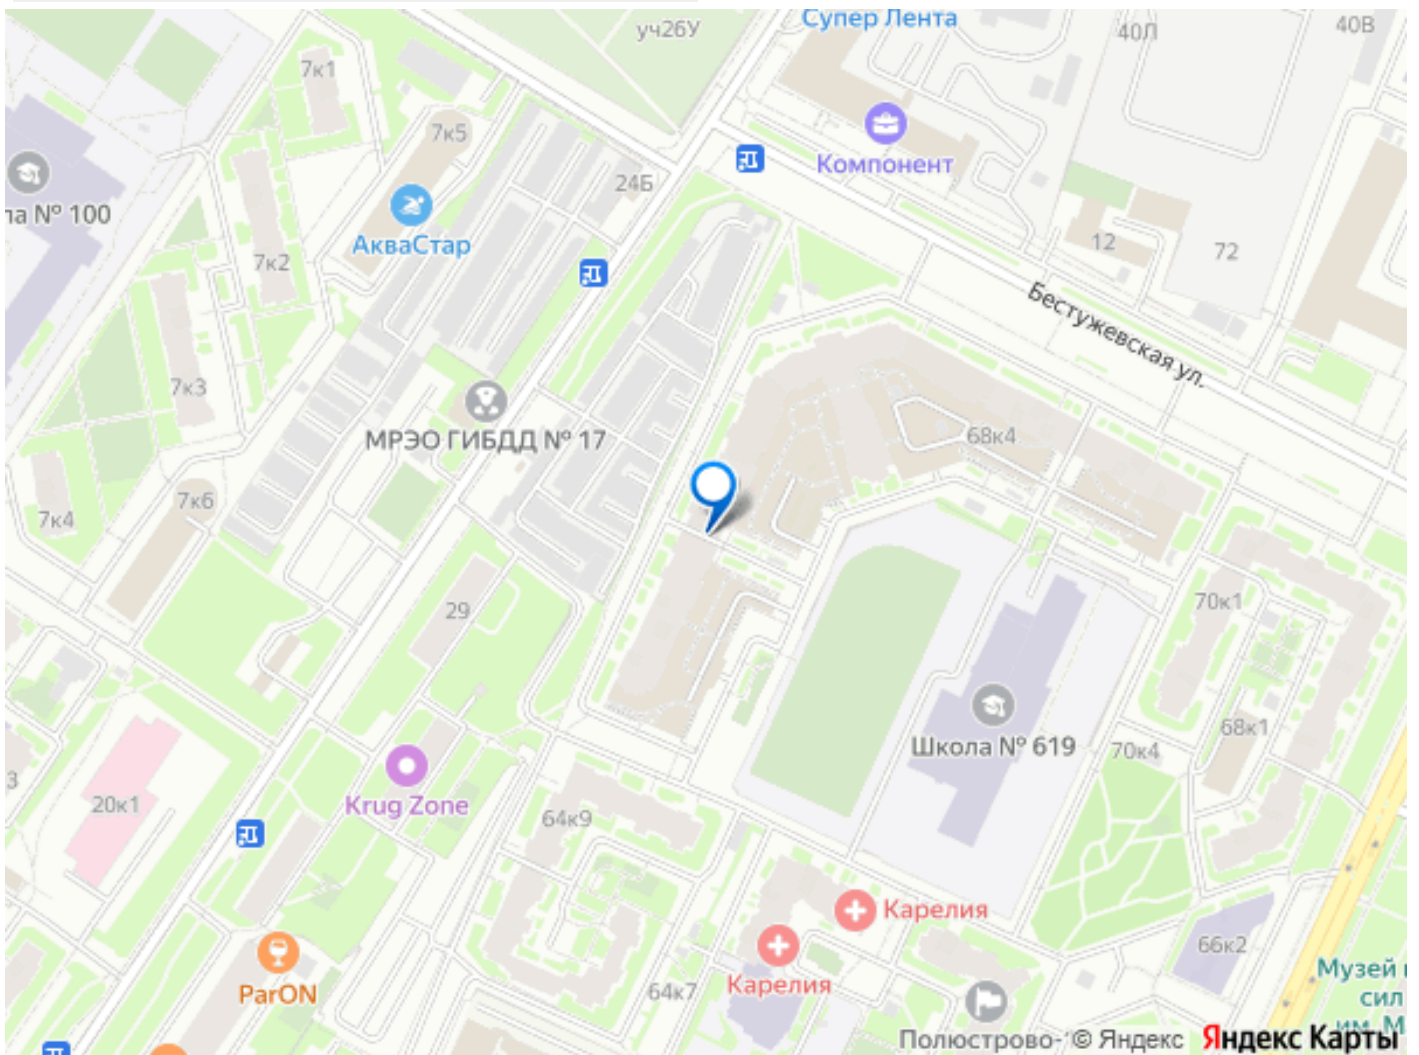 Супер Лента
уч26У
40Л
40В
7к1
7к5
Компонент
24Б
ла № 100
АкваСтар
7к2
12
72
Бестужевская ул.
7к3
МРЭО ГИБДД № 17
68к4
7к6
7к4
29
70к1
68к1
Школа № 619
70к4
3
20к1
Krug Zone
64к9
Карелия
66к2
Музей
сил
им. М
ParON
64к7
Карелия
Полюстрово-
© Яндекс
Яндекс Карты